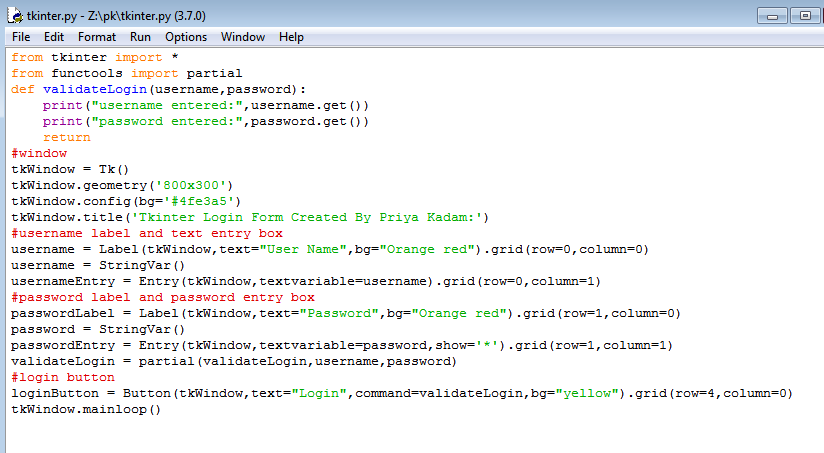 tkinter.py - Z:\pk\tkinter.py (3.7.0)
File Edit Format Run Options Window Help
from tkinter import *
from functools import partial
def validateLogin(username,password):
    print("username entered:",username.get())
    print("password entered:",password.get())
    return
#window
tkWindow = Tk()
tkWindow.geometry('800x300')
tkWindow.config(bg='#4fe3a5')
tkWindow.title('Tkinter Login Form Created By Priya Kadam:')
#username label and text entry box
username = Label(tkWindow,text="User Name",bg="Orange red").grid(row=0,column=0)
username = StringVar()
usernameEntry = Entry(tkWindow,textvariable=username).grid(row=0,column=1)
#password label and password entry box
passwordLabel = Label(tkWindow,text="Password",bg="Orange red").grid(row=1,column=0)
password = StringVar()
passwordEntry = Entry(tkWindow,textvariable=password,show='*').grid(row=1,column=1)
validateLogin = partial(validateLogin,username,password)
#login button
loginButton = Button(tkWindow,text="Login",command=validateLogin,bg="yellow").grid(row=4,column=0)
tkWindow.mainloop()